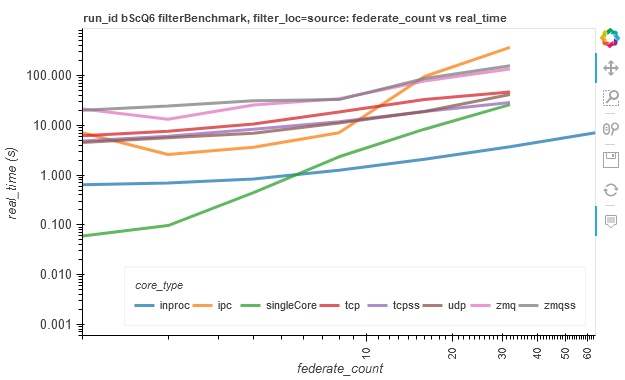 run_id bScQ6 filterBenchmark, filter_loc=source: federate_count vs real_time
real_time (s)
100.000
10.000
1.000
0.100
0.010
0.001
core_type
inproc ipc singleCore tcp tcpss udp zmq zmqss
10 20 30 40 50 60
federate_count